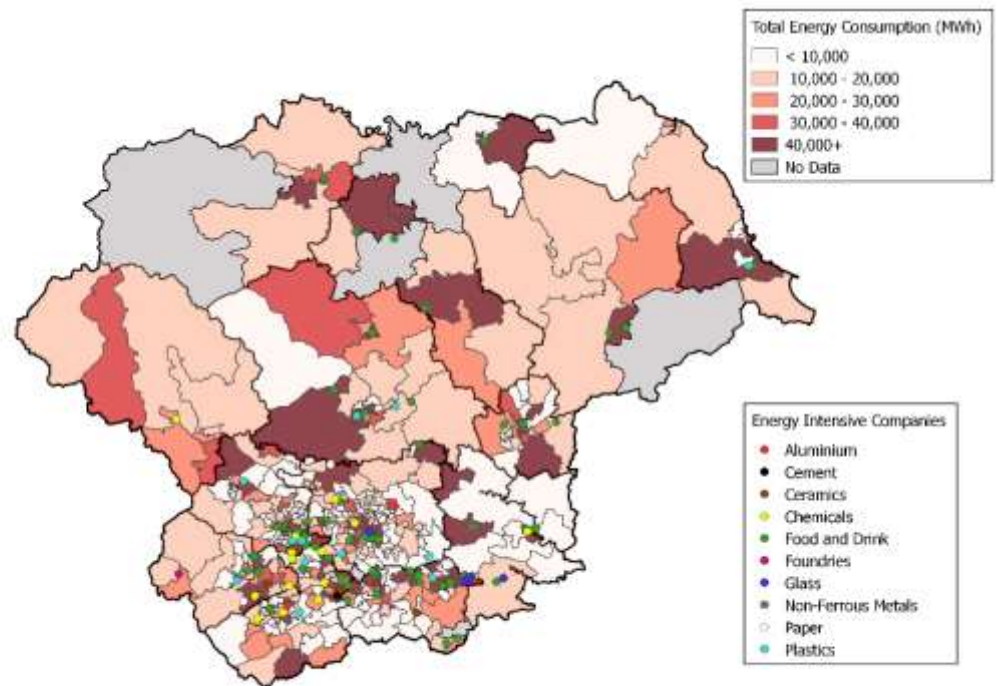 Total Energy Consumption (MWh)
< 10,000
10,000 - 20,000
20,000 - 30,000
30,000 - 40,000
40,000+
No Data
Energy Intensive Companies
Aluminium
Cement
Ceramics
Chemicals
Food and Drink
Foundries
Glass
Non-Ferrous Metals
Paper
Plastics